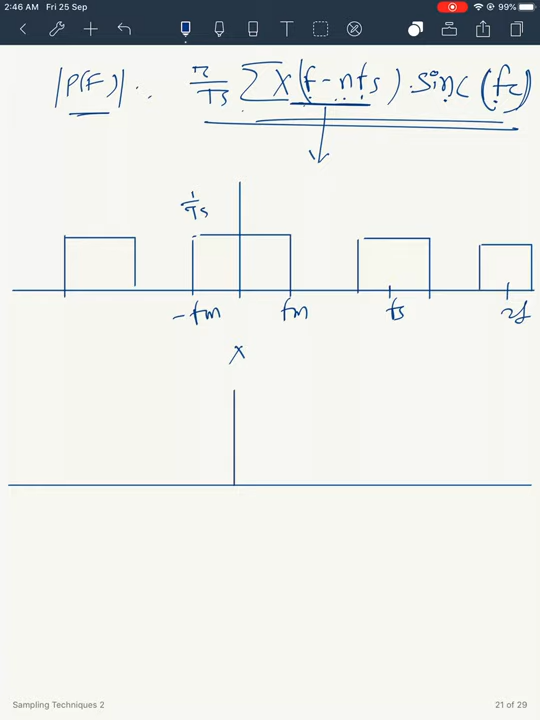 2:46 AM Fri 25 Sep 99%
|P(F)| .. τ/Ts Σ X(f-nfs) . Sinc (fτ)
1/Ts
-fm fm fs 2f
X
Sampling Techniques 2 21 of 29